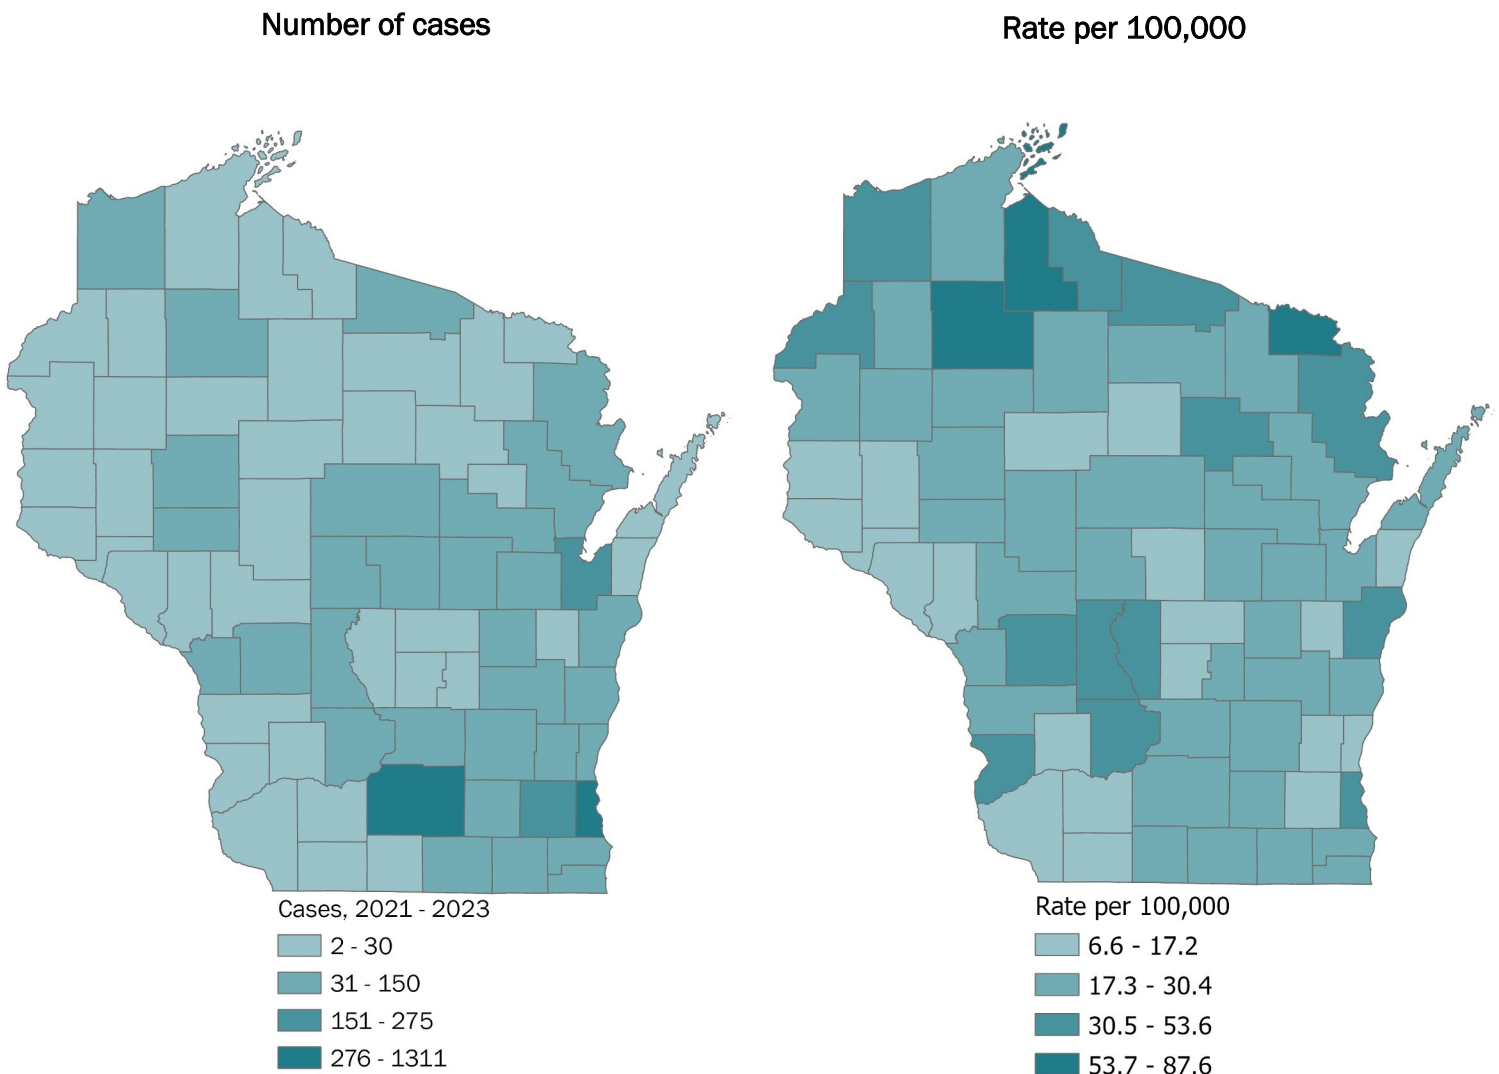 Number of cases
Rate per 100,000
Cases, 2021 - 2023
2 - 30
31 - 150
151 - 275
276 - 1311
Rate per 100,000
6.6 - 17.2
17.3 - 30.4
30.5 - 53.6
53.7 - 87.6